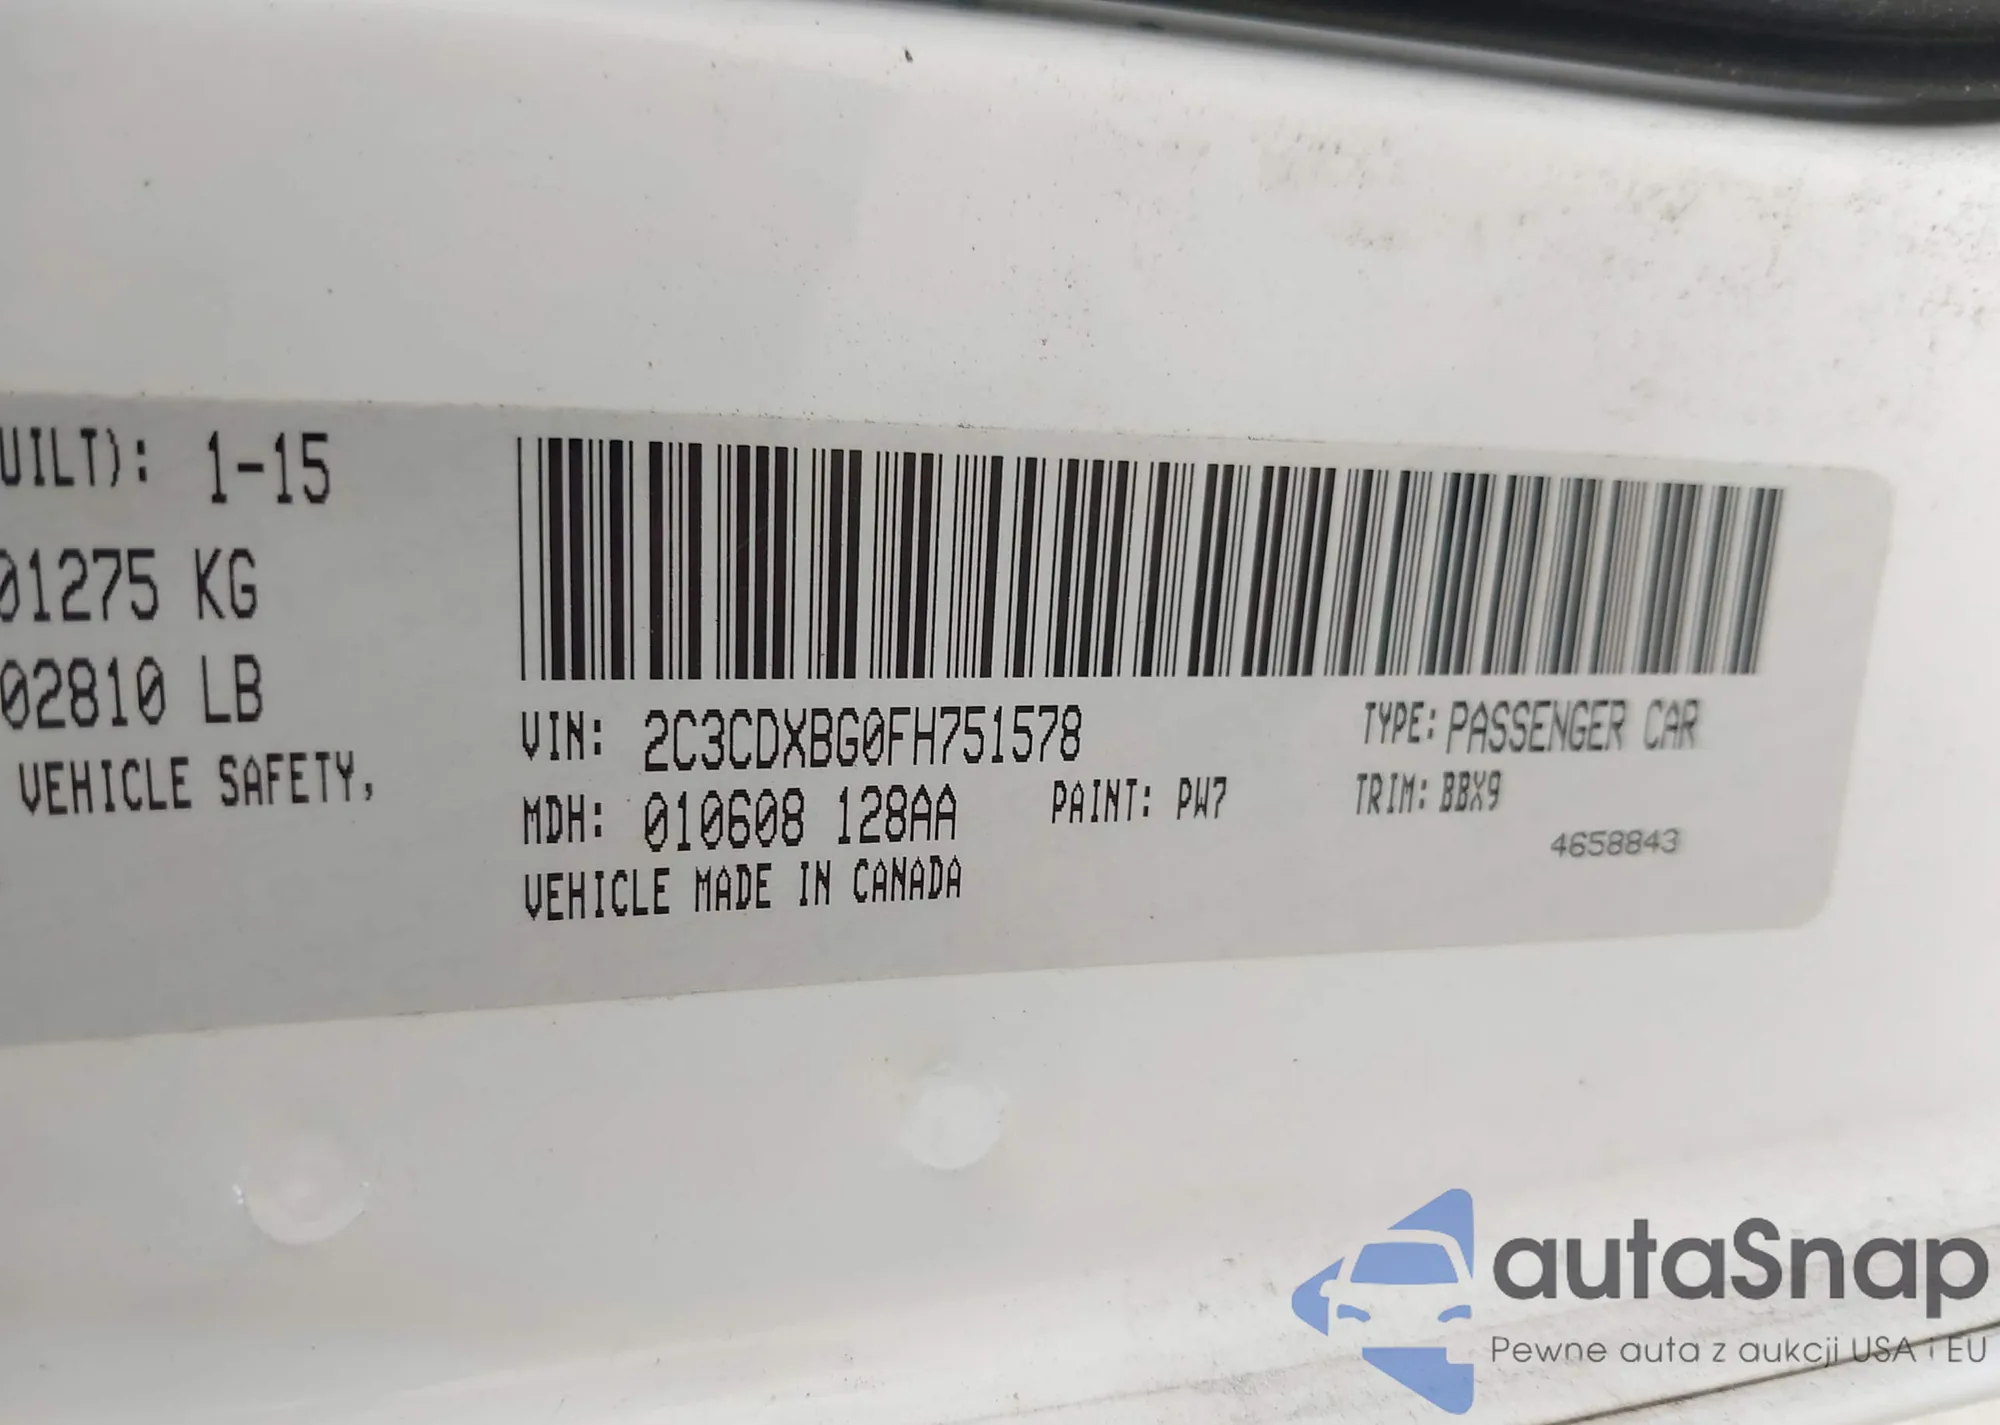 UILT): 1-15
01275 KG
02810 LB
VEHICLE SAFETY,
VIN: 2C3CDXBG0FH751578
TYPE: PASSENGER CAR
MDH: 010608 128AA
PAINT: PW7
TRIM: BBX9
4658843
VEHICLE MADE IN CANADA
autaSnap
Pewne auta z aukcji USA i EU